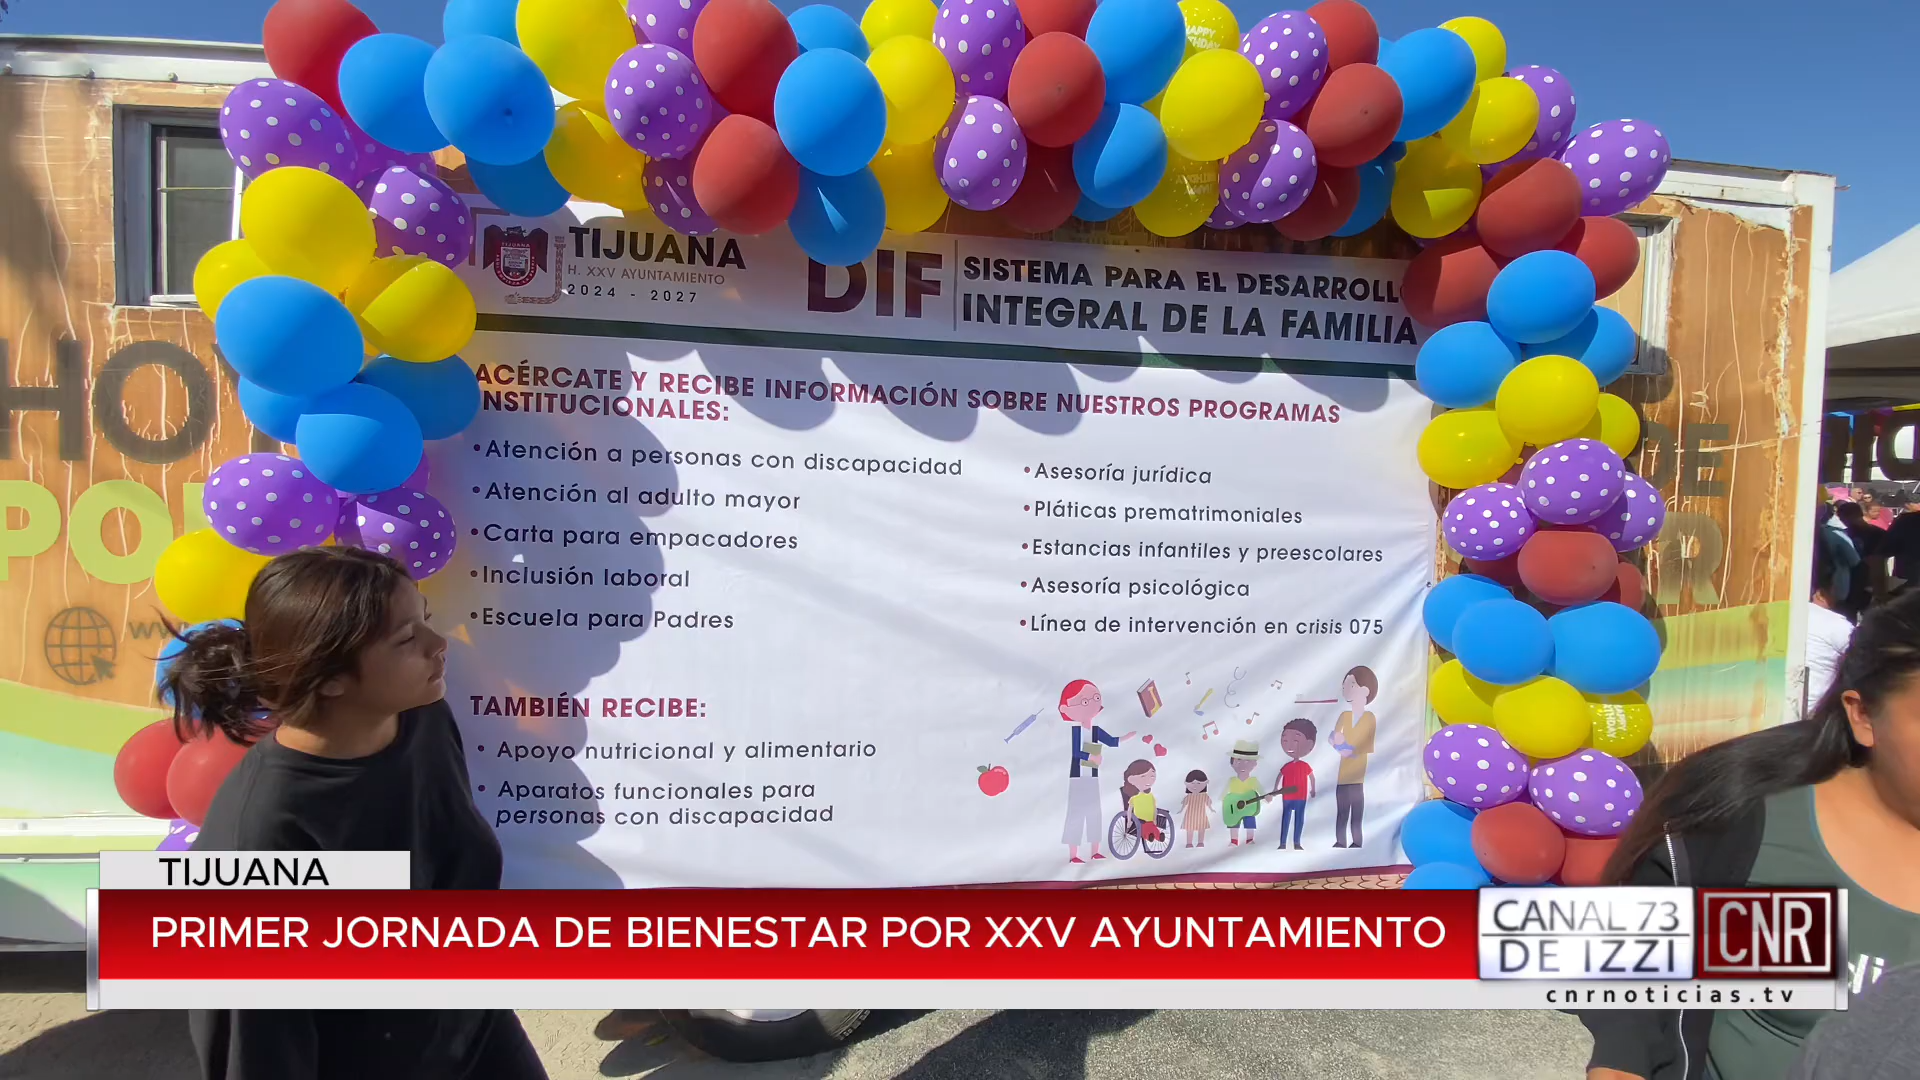 TIJUANA
H. XXV AYUNTAMIENTO
2024 - 2027
DIF
SISTEMA PARA EL DESARROLL
INTEGRAL DE LA FAMILIA
ACÉRCATE Y RECIBE INFORMACIÓN SOBRE NUESTROS PROGRAMAS
NSTITUCIONALES:
•Atención a personas con discapacidad
•Atención al adulto mayor
•Carta para empacadores
•Inclusión laboral
•Escuela para Padres
•Asesoría jurídica
•Pláticas prematrimoniales
•Estancias infantiles y preescolares
•Asesoría psicológica
•Línea de intervención en crisis 075
TAMBIÉN RECIBE:
• Apoyo nutricional y alimentario
• Aparatos funcionales para
personas con discapacidad
HOY
PO
DE
TIJUANA
PRIMER JORNADA DE BIENESTAR POR XXV AYUNTAMIENTO
CANAL 73
DE IZZI
CNR
cnrnoticias.tv